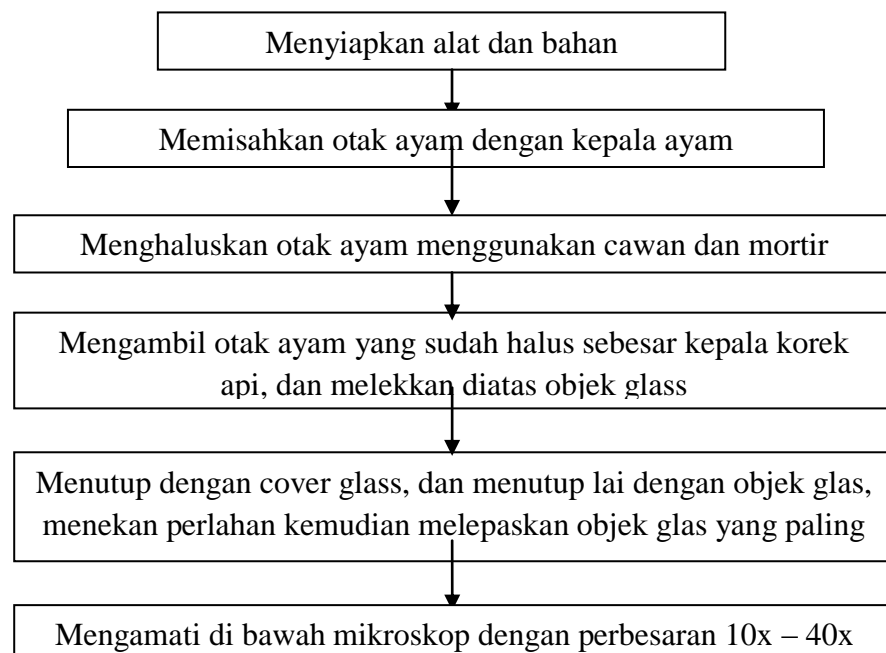 Menyiapkan alat dan bahan
Memisahkan otak ayam dengan kepala ayam
Menghaluskan otak ayam menggunakan cawan dan mortir
Mengambil otak ayam yang sudah halus sebesar kepala korek
api, dan melekkan diatas objek glass
Menutup dengan cover glass, dan menutup lai dengan objek glas,
menekan perlahan kemudian melepaskan objek glas yang paling
Mengamati di bawah mikroskop dengan perbesaran 10x – 40x